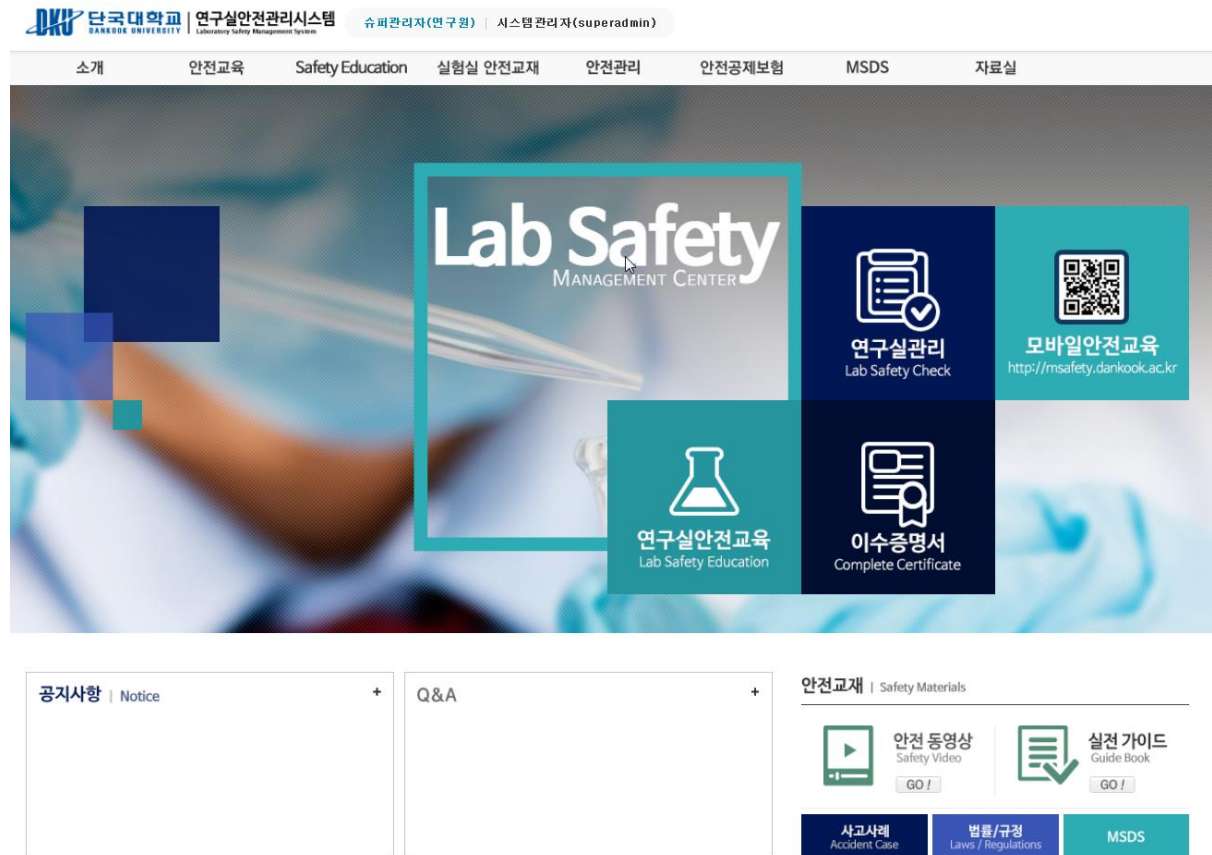 DKU 단국대학교 DANKOOK UNIVERSITY | 연구실안전관리시스템 Laboratory Safety Management System
슈퍼관리자(연구원) | 시스템관리자(superadmin)
소개 안전교육 Safety Education 실험실 안전교재 안전관리 안전공제보험 MSDS 자료실
Lab Safety
MANAGEMENT CENTER
연구실관리
Lab Safety Check
모바일안전교육
http://msafety.dankook.ac.kr
연구실안전교육
Lab Safety Education
이수증명서
Complete Certificate
공지사항 | Notice +
Q&A +
안전교재 | Safety Materials
안전 동영상
Safety Video
GO !
실전 가이드
Guide Book
GO !
사고사례
Accident Case
법률/규정
Laws / Regulations
MSDS